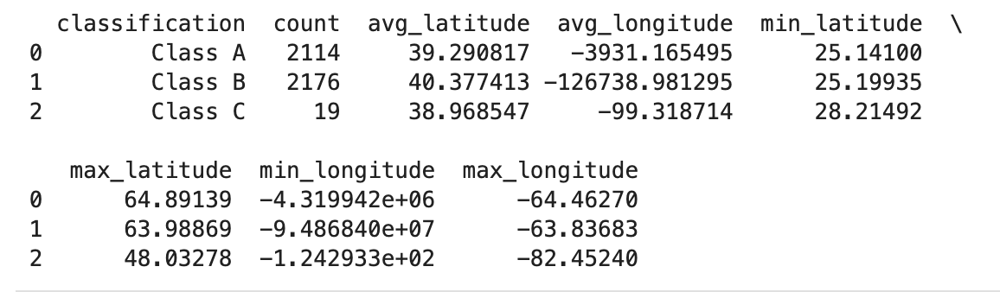 classification count avg_latitude avg_longitude min_latitude \
0 Class A 2114 39.290817 -3931.165495 25.14100
1 Class B 2176 40.377413 -126738.981295 25.19935
2 Class C 19 38.968547 -99.318714 28.21492
max_latitude min_longitude max_longitude
0 64.89139 -4.319942e+06 -64.46270
1 63.98869 -9.486840e+07 -63.83683
2 48.03278 -1.242933e+02 -82.45240